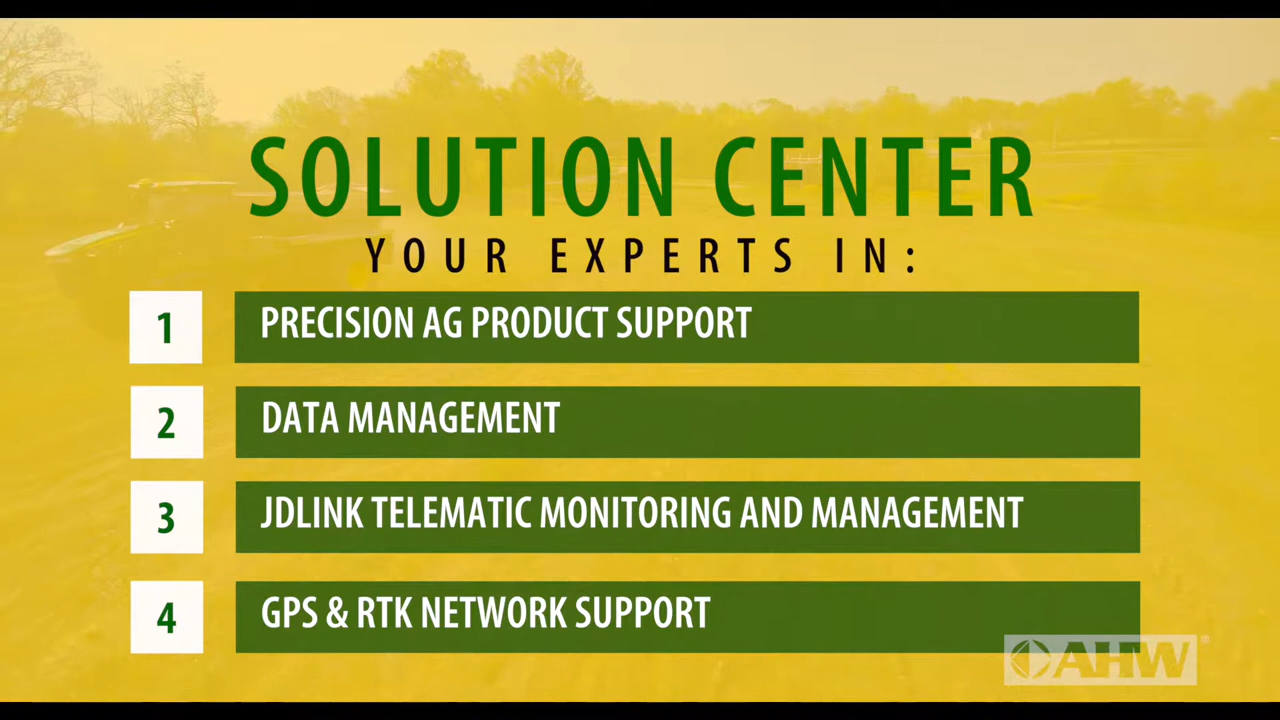 SOLUTION CENTER
YOUR EXPERTS IN:
1 PRECISION AG PRODUCT SUPPORT
2 DATA MANAGEMENT
3 JDLINK TELEMATIC MONITORING AND MANAGEMENT
4 GPS & RTK NETWORK SUPPORT
AHW®